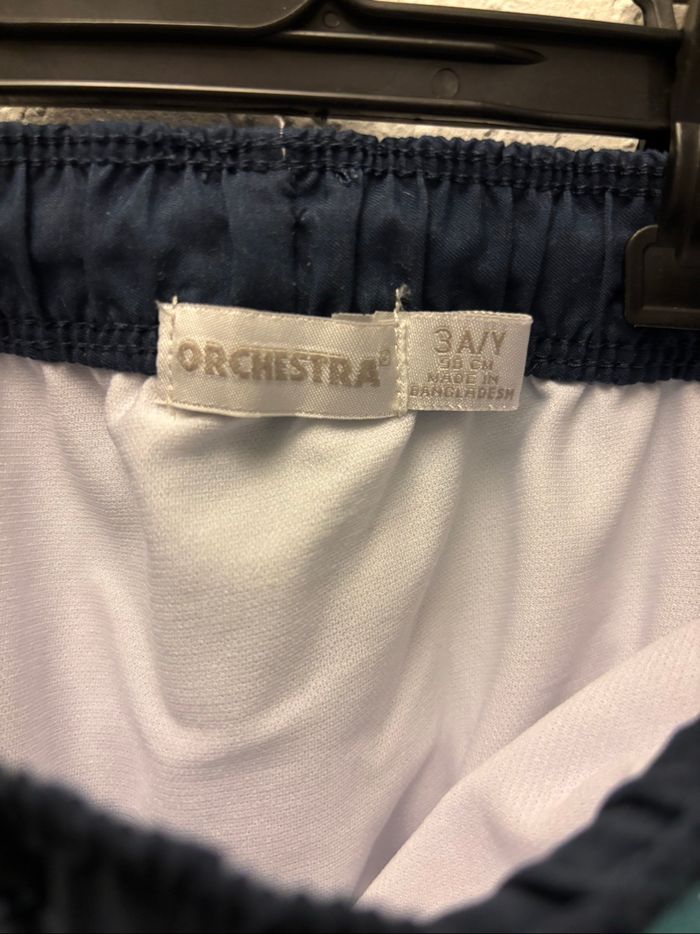 ORCHESTRA®
3A/Y
98 CM
MADE IN
BANGLADESH